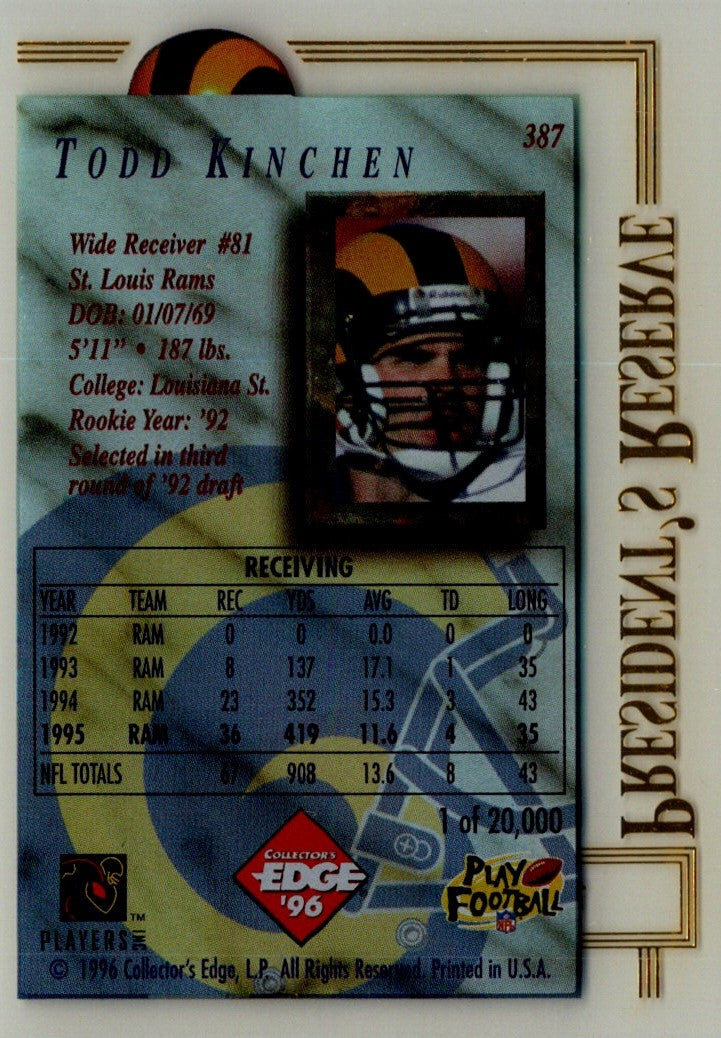 387
TODD KINCHEN
Wide Receiver #81
St. Louis Rams
DOB: 01/07/69
5'11" • 187 lbs.
College: Louisiana St.
Rookie Year: '92
Selected in third
round of '92 draft
Riddell
PRESIDENT'S RESERVE
RECEIVING
YEAR TEAM REC YDS AVG TD LONG
1992 RAM 0 0 0.0 0 0
1993 RAM 8 137 17.1 1 35
1994 RAM 23 352 15.3 3 43
1995 RAM 36 419 11.6 4 35
NFL TOTALS 67 908 13.6 8 43
1 of 20,000
COLLECTOR'S
EDGE
'96
PLAY
FOOTBALL
NFL
PLAYERS INC TM
© 1996 Collector's Edge, L.P. All Rights Reserved. Printed in U.S.A.